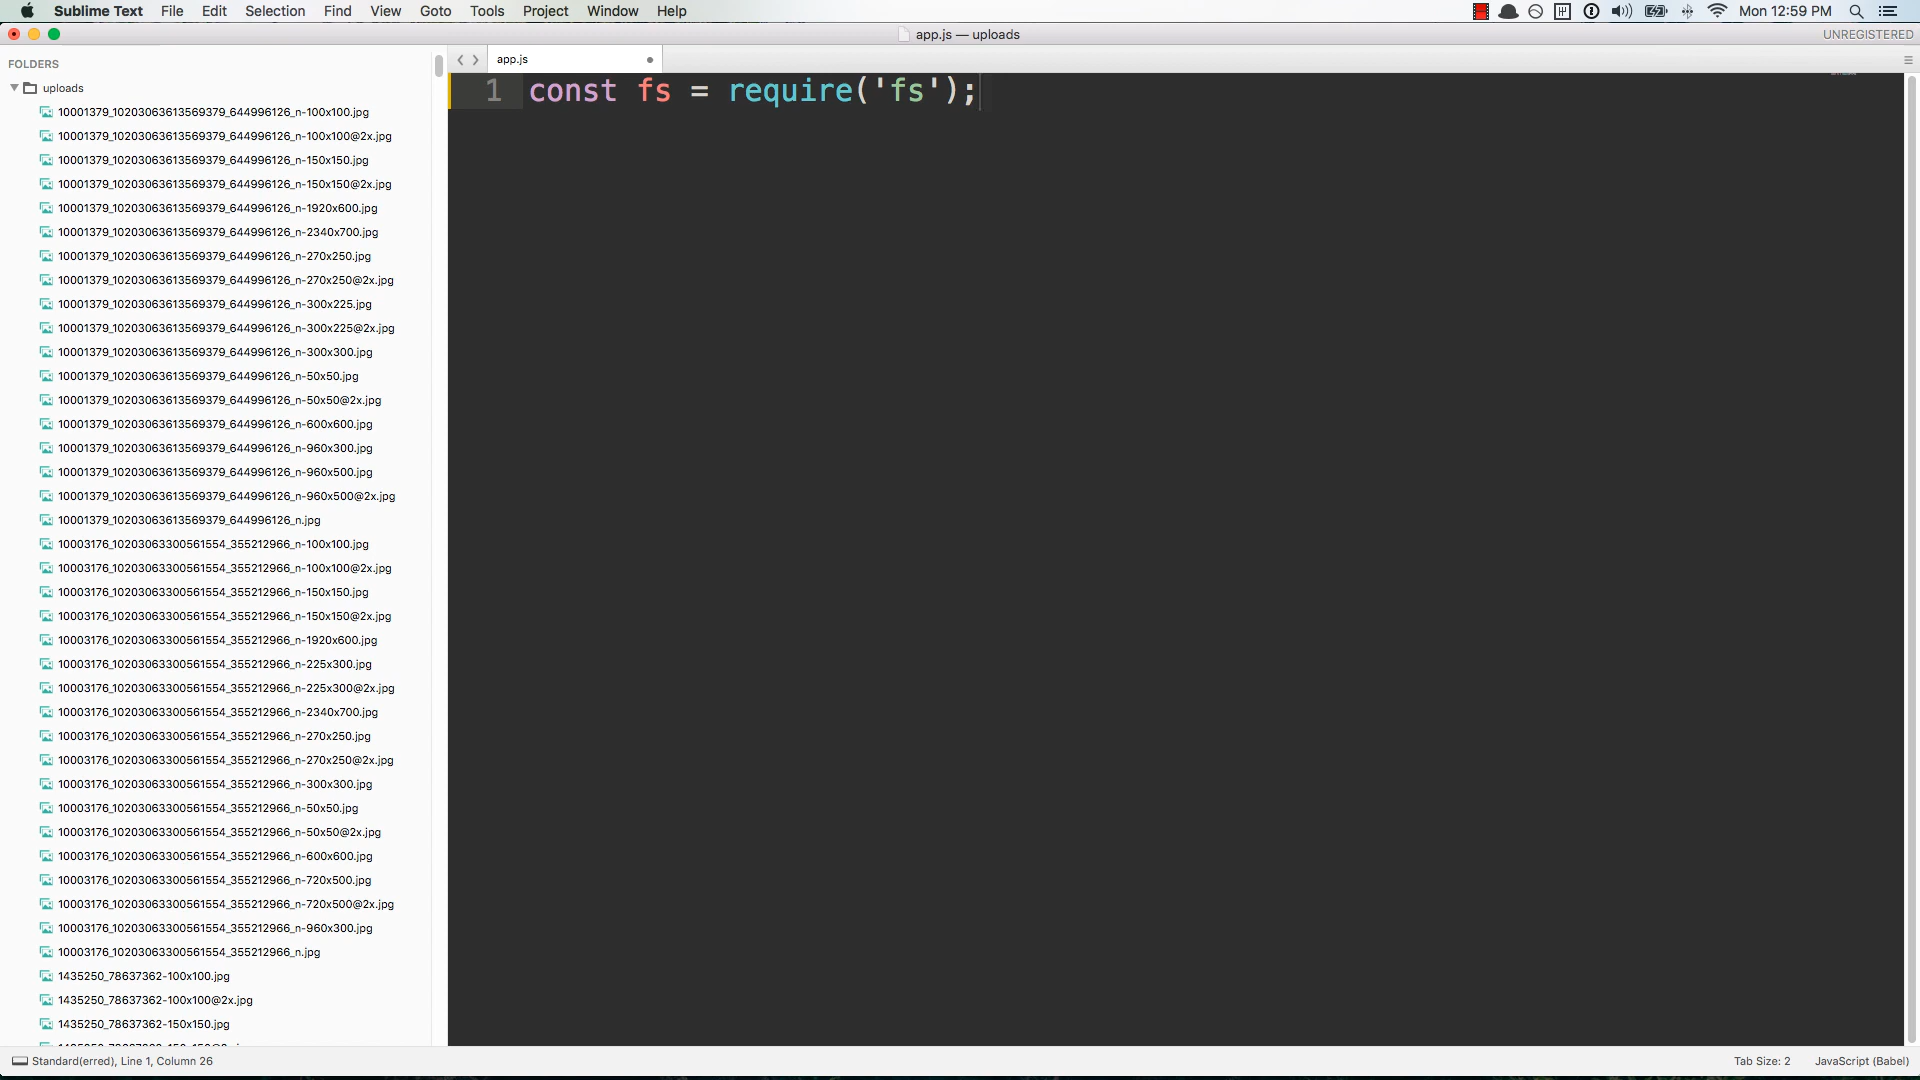 Sublime Text File Edit Selection Find View Goto Tools Project Window Help Mon 12:59 PM
app.js — uploads UNREGISTERED
FOLDERS
app.js
uploads
1 const fs = require('fs');
10001379_10203063613569379_644996126_n-100x100.jpg
10001379_10203063613569379_644996126_n-100x100@2x.jpg
10001379_10203063613569379_644996126_n-150x150.jpg
10001379_10203063613569379_644996126_n-150x150@2x.jpg
10001379_10203063613569379_644996126_n-1920x600.jpg
10001379_10203063613569379_644996126_n-2340x700.jpg
10001379_10203063613569379_644996126_n-270x250.jpg
10001379_10203063613569379_644996126_n-270x250@2x.jpg
10001379_10203063613569379_644996126_n-300x225.jpg
10001379_10203063613569379_644996126_n-300x225@2x.jpg
10001379_10203063613569379_644996126_n-300x300.jpg
10001379_10203063613569379_644996126_n-50x50.jpg
10001379_10203063613569379_644996126_n-50x50@2x.jpg
10001379_10203063613569379_644996126_n-600x600.jpg
10001379_10203063613569379_644996126_n-960x300.jpg
10001379_10203063613569379_644996126_n-960x500.jpg
10001379_10203063613569379_644996126_n-960x500@2x.jpg
10001379_10203063613569379_644996126_n.jpg
10003176_10203063300561554_355212966_n-100x100.jpg
10003176_10203063300561554_355212966_n-100x100@2x.jpg
10003176_10203063300561554_355212966_n-150x150.jpg
10003176_10203063300561554_355212966_n-150x150@2x.jpg
10003176_10203063300561554_355212966_n-1920x600.jpg
10003176_10203063300561554_355212966_n-225x300.jpg
10003176_10203063300561554_355212966_n-225x300@2x.jpg
10003176_10203063300561554_355212966_n-2340x700.jpg
10003176_10203063300561554_355212966_n-270x250.jpg
10003176_10203063300561554_355212966_n-270x250@2x.jpg
10003176_10203063300561554_355212966_n-300x300.jpg
10003176_10203063300561554_355212966_n-50x50.jpg
10003176_10203063300561554_355212966_n-50x50@2x.jpg
10003176_10203063300561554_355212966_n-600x600.jpg
10003176_10203063300561554_355212966_n-720x500.jpg
10003176_10203063300561554_355212966_n-720x500@2x.jpg
10003176_10203063300561554_355212966_n-960x300.jpg
10003176_10203063300561554_355212966_n.jpg
1435250_78637362-100x100.jpg
1435250_78637362-100x100@2x.jpg
1435250_78637362-150x150.jpg
Standard(erred), Line 1, Column 26 Tab Size: 2 JavaScript (Babel)